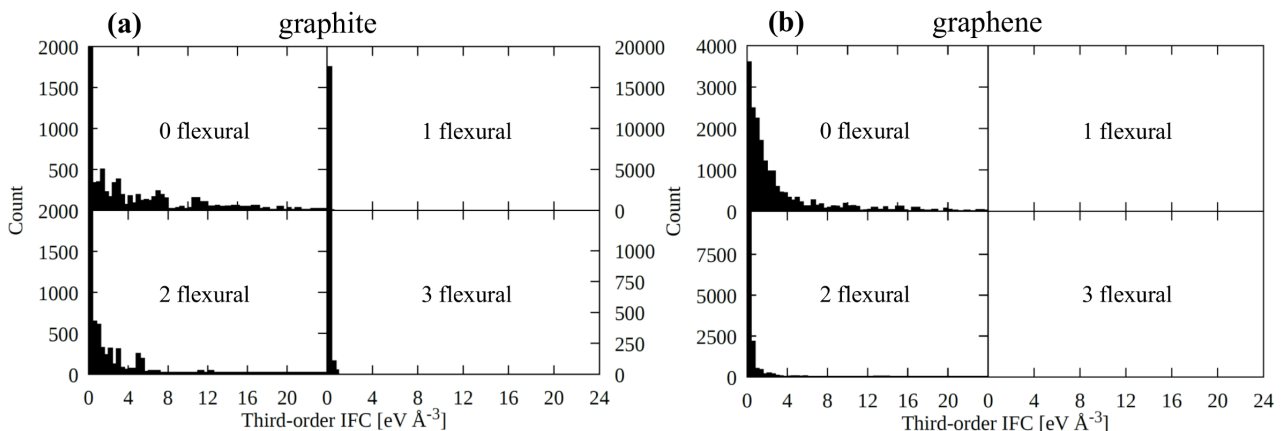 (a) graphite
2000
1500
1000
500
2000
1500
1000
500
0
Count
0 flexural
1 flexural
2 flexural
3 flexural
20000
15000
10000
5000
0
1000
750
500
250
0
0 4 8 12 16 20 0 4 8 12 16 20 24
Third-order IFC [eV Å⁻³]
(b) graphene
4000
3000
2000
1000
0
7500
5000
2500
0
Count
0 flexural
1 flexural
2 flexural
3 flexural
0 4 8 12 16 20 0 4 8 12 16 20 24
Third-order IFC [eV Å⁻³]